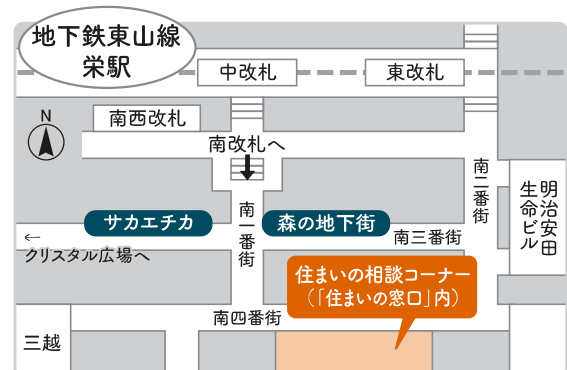 地下鉄東山線
栄駅
中改札
東改札
N
南西改札
南改札へ
サカエチカ
南一番街
森の地下街
南二番街
明治安田
生命ビル
南三番街
←
クリスタル広場へ
住まいの相談コーナー
(「住まいの窓口」内)
南四番街
三越